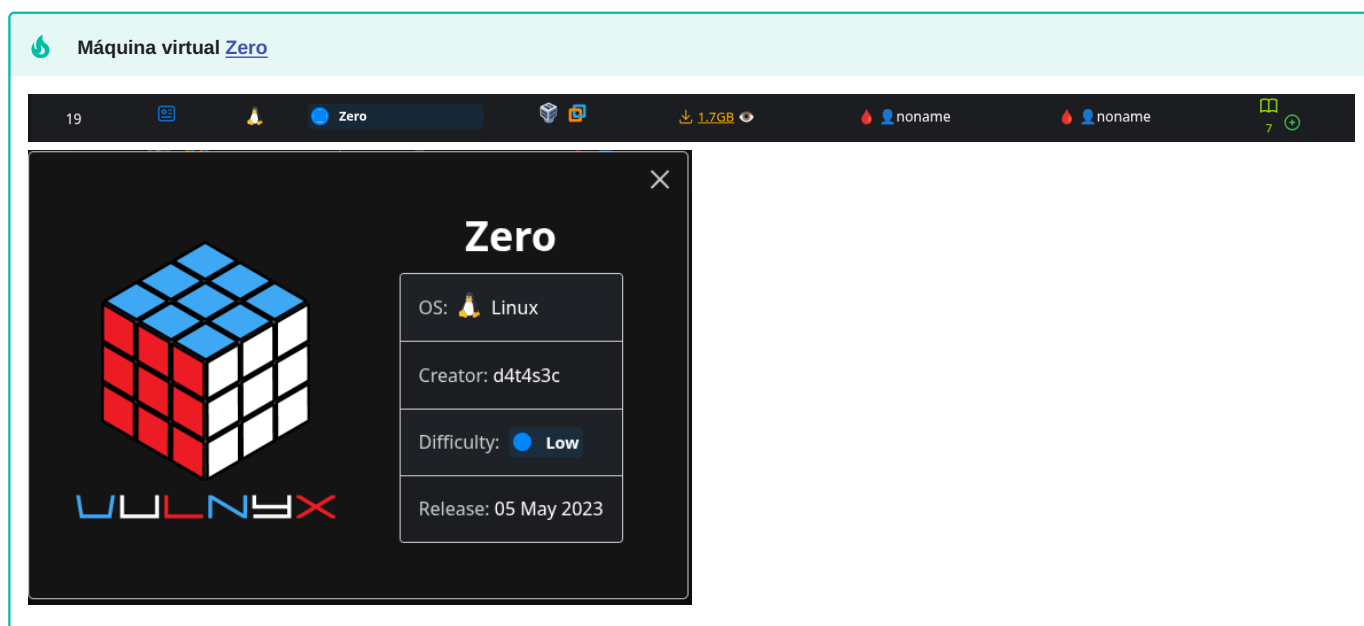 Máquina virtual Zero
19 Zero 1.7GB noname noname 7
Zero
OS: Linux
Creator: d4t4s3c
Difficulty: Low
Release: 05 May 2023
VULNYX